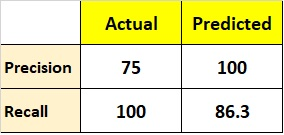 Actual Predicted
Precision 75 100
Recall 100 86.3